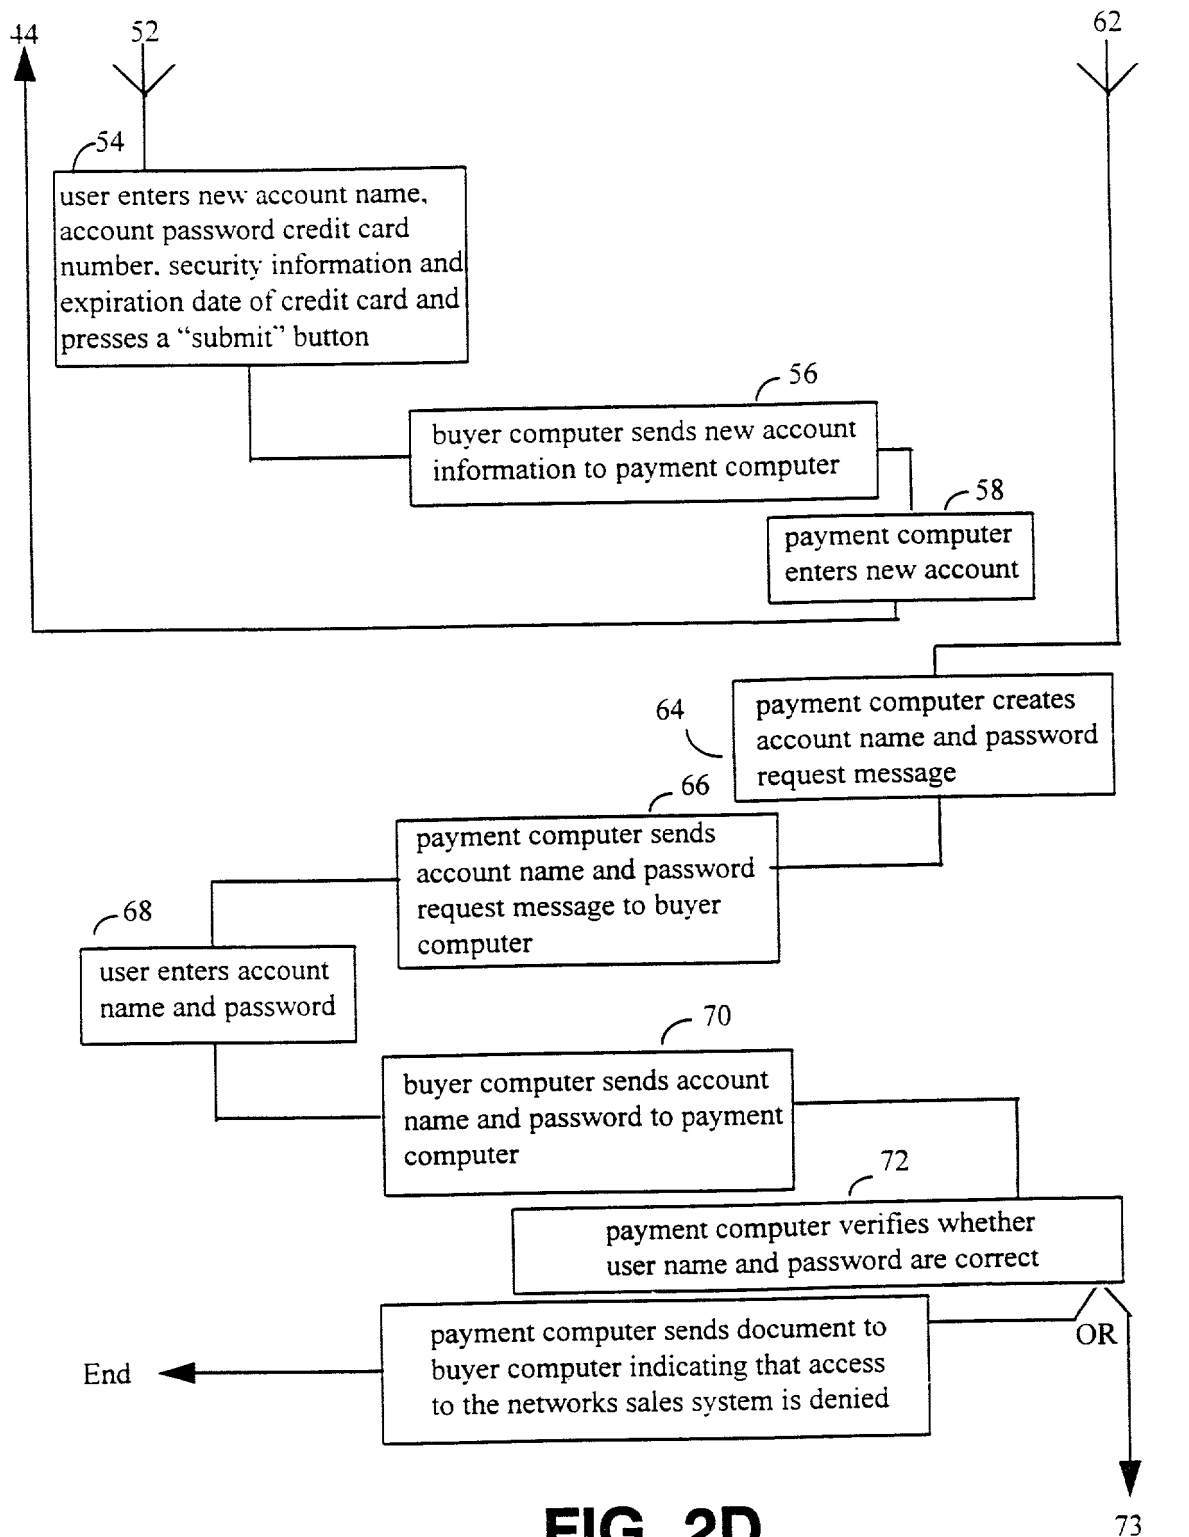 44
52
62
54
user enters new account name,
account password credit card
number, security information and
expiration date of credit card and
presses a “submit” button
56
buyer computer sends new account
information to payment computer
58
payment computer
enters new account
64
payment computer creates
account name and password
request message
66
payment computer sends
account name and password
request message to buyer
computer
68
user enters account
name and password
70
buyer computer sends account
name and password to payment
computer
72
payment computer verifies whether
user name and password are correct
OR
payment computer sends document to
buyer computer indicating that access
to the networks sales system is denied
End
73
FIG. 2D